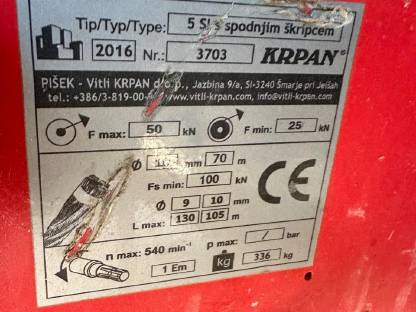 Tip/Typ/Type: 5 S spodnjim škripcem
2016 Nr.: 3703 KRPAN®
PIŠEK - Vitli KRPAN d.o.o., Jazbina 9/a, SI-3240 Šmarje pri Jelšah
tel.: +386/3-819-00 www.vitli-krpan.com, info@vitli-krpan.com
F max: 50 kN F min: 25 kN
Ø mm 70 m
Fs min: 100 kN
Ø 9 10 mm
L max: 130 105 m
CE
n max: 540 min⁻¹ p max: / bar
1 Em kg 336 kg